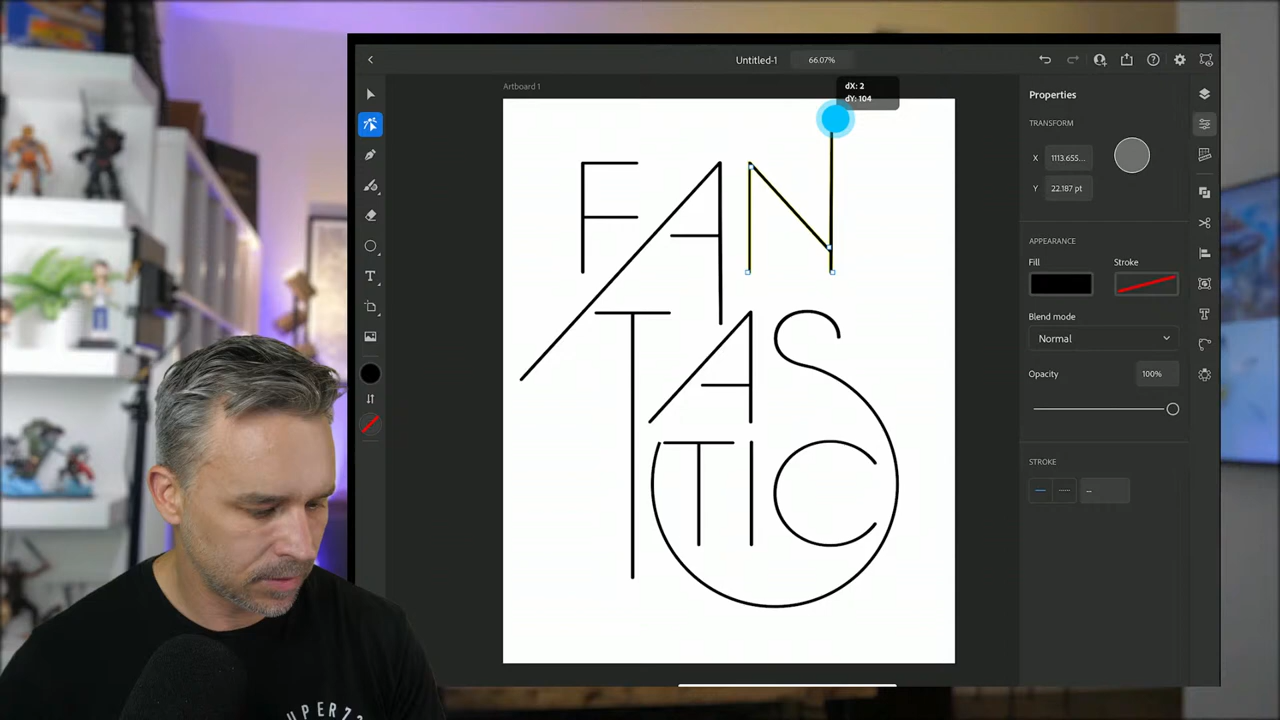 Untitled-1
66.07%
Artboard 1
dX: 2
dY: 104
Properties
TRANSFORM
X 1113.655...
Y 22.187 pt
APPEARANCE
Fill
Stroke
Blend mode
Normal
Opacity
100%
STROKE
--
FAN
TAS
TIC
T
T